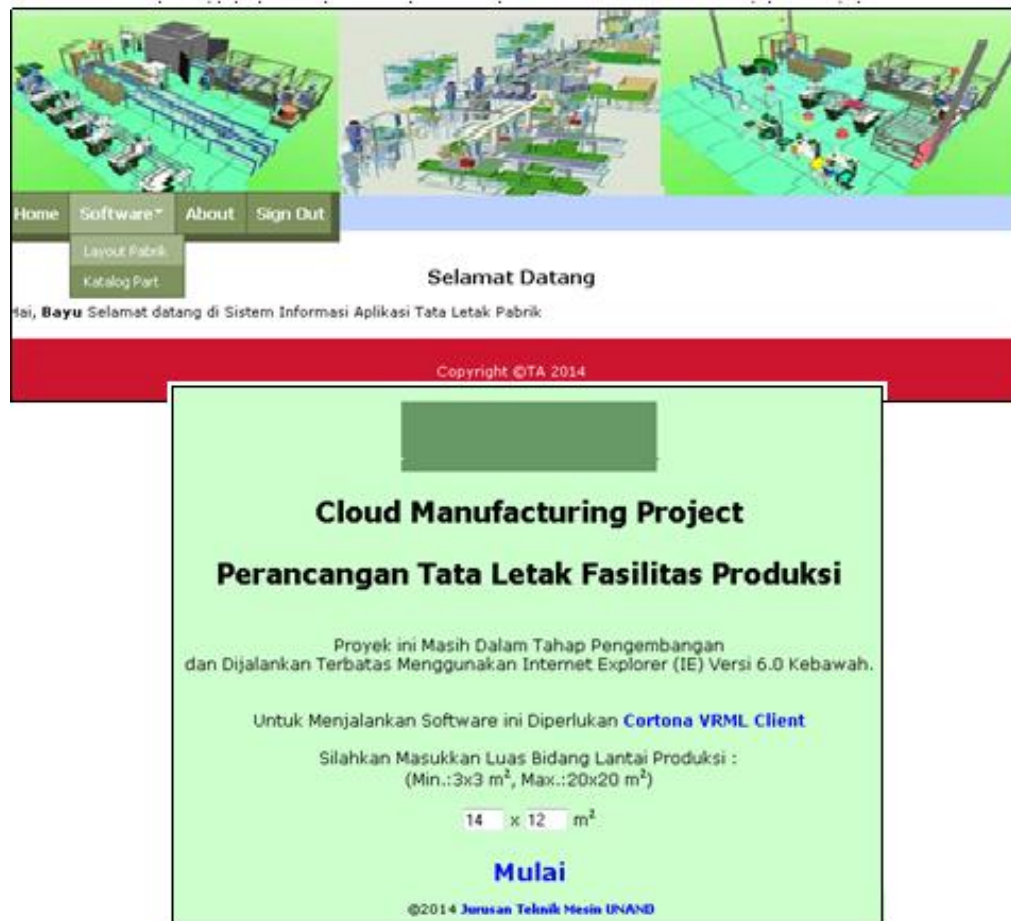 Home Software About Sign Out
Layout Pabrik
Katalog Part
Selamat Datang
Hai, Bayu Selamat datang di Sistem Informasi Aplikasi Tata Letak Pabrik
Copyright ©TA 2014
Cloud Manufacturing Project
Perancangan Tata Letak Fasilitas Produksi
Proyek ini Masih Dalam Tahap Pengembangan
dan Dijalankan Terbatas Menggunakan Internet Explorer (IE) Versi 6.0 Kebawah.
Untuk Menjalankan Software ini Diperlukan Cortona VRML Client
Silahkan Masukkan Luas Bidang Lantai Produksi :
(Min.:3x3 m², Max.:20x20 m²)
14 x 12 m²
Mulai
©2014 Jurusan Teknik Mesin UNAND